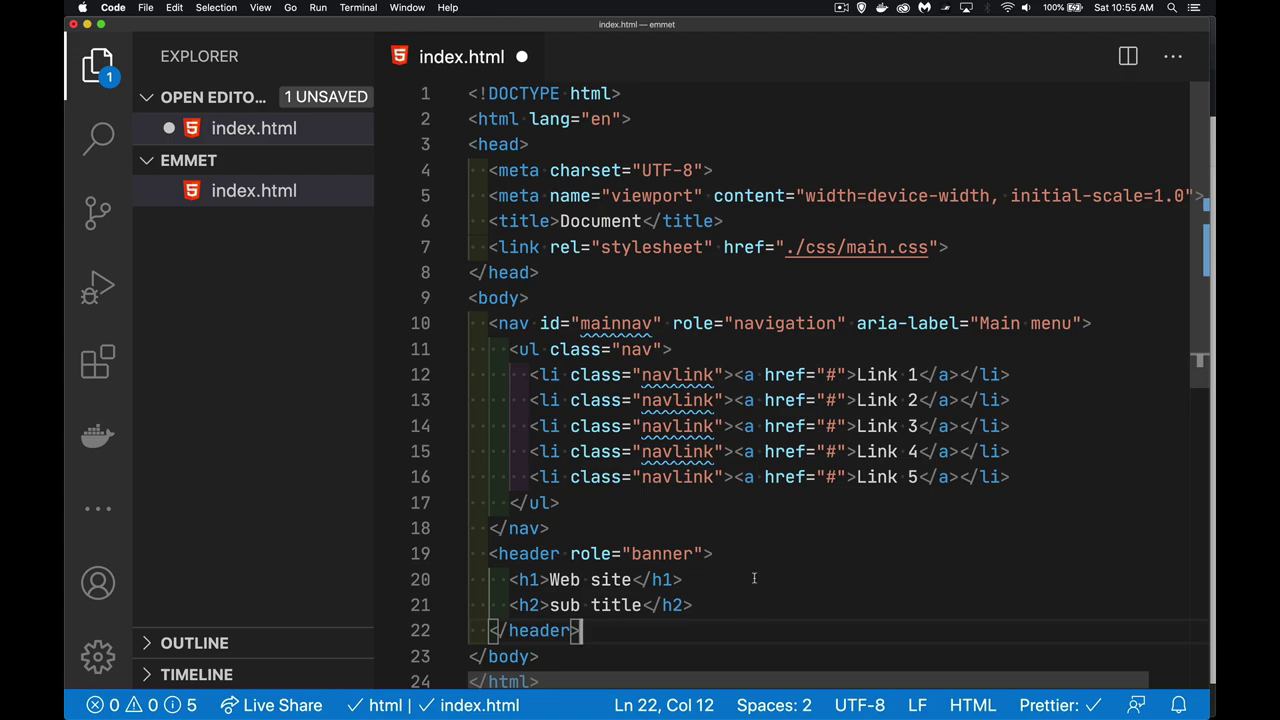 Code File Edit Selection View Go Run Terminal Window Help 100% Sat 10:55 AM
index.html — emmet
EXPLORER
1
OPEN EDITO... 1 UNSAVED
index.html
EMMET
index.html
OUTLINE
TIMELINE
index.html
1 <!DOCTYPE html>
2 <html lang="en">
3 <head>
4 <meta charset="UTF-8">
5 <meta name="viewport" content="width=device-width, initial-scale=1.0">
6 <title>Document</title>
7 <link rel="stylesheet" href="./css/main.css">
8 </head>
9 <body>
10 <nav id="mainnav" role="navigation" aria-label="Main menu">
11 <ul class="nav">
12 <li class="navlink"><a href="#">Link 1</a></li>
13 <li class="navlink"><a href="#">Link 2</a></li>
14 <li class="navlink"><a href="#">Link 3</a></li>
15 <li class="navlink"><a href="#">Link 4</a></li>
16 <li class="navlink"><a href="#">Link 5</a></li>
17 </ul>
18 </nav>
19 <header role="banner">
20 <h1>Web site</h1>
21 <h2>sub title</h2>
22 </header>
23 </body>
24 </html>
0 0 5 Live Share html index.html Ln 22, Col 12 Spaces: 2 UTF-8 LF HTML Prettier: